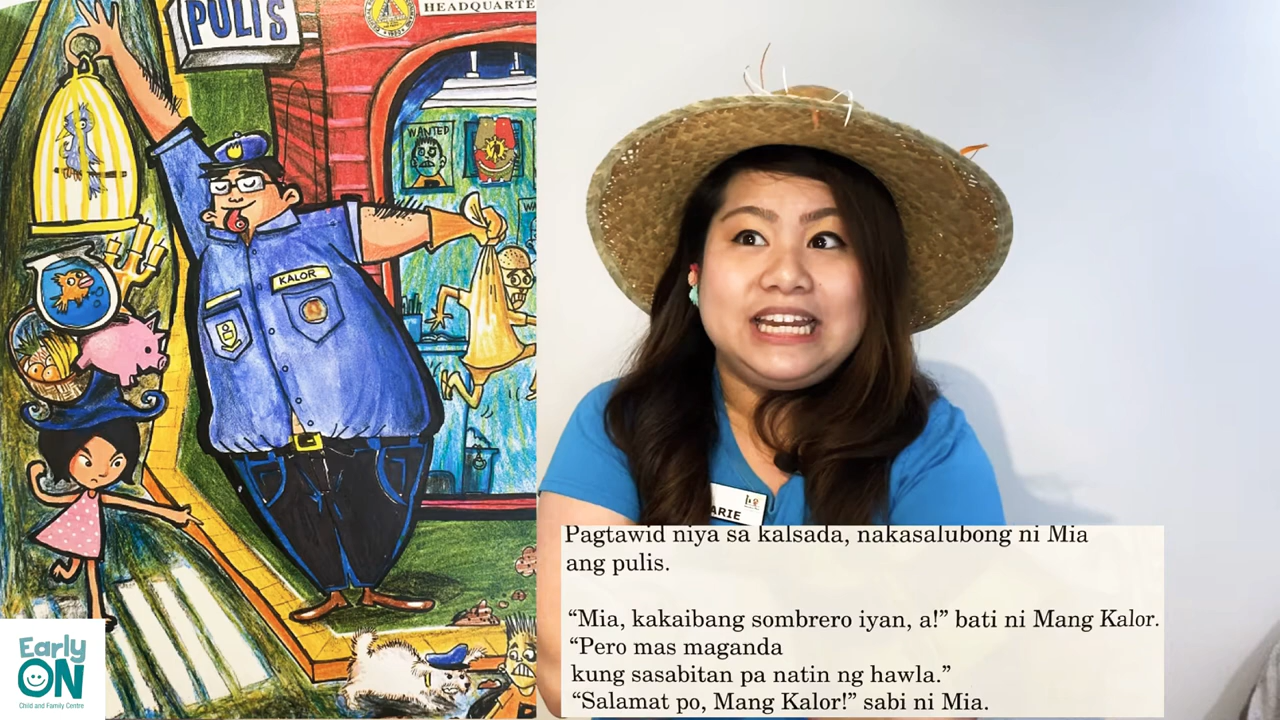 PULIS
HEADQUARTE
WANTED
KALOR
ARIE
Pagtawid niya sa kalsada, nakasalubong ni Mia
ang pulis.
“Mia, kakaibang sombrero iyan, a!” bati ni Mang Kalor.
“Pero mas maganda
kung sasabitan pa natin ng hawla.”
“Salamat po, Mang Kalor!” sabi ni Mia.
Early
ON
Child and Family Centre